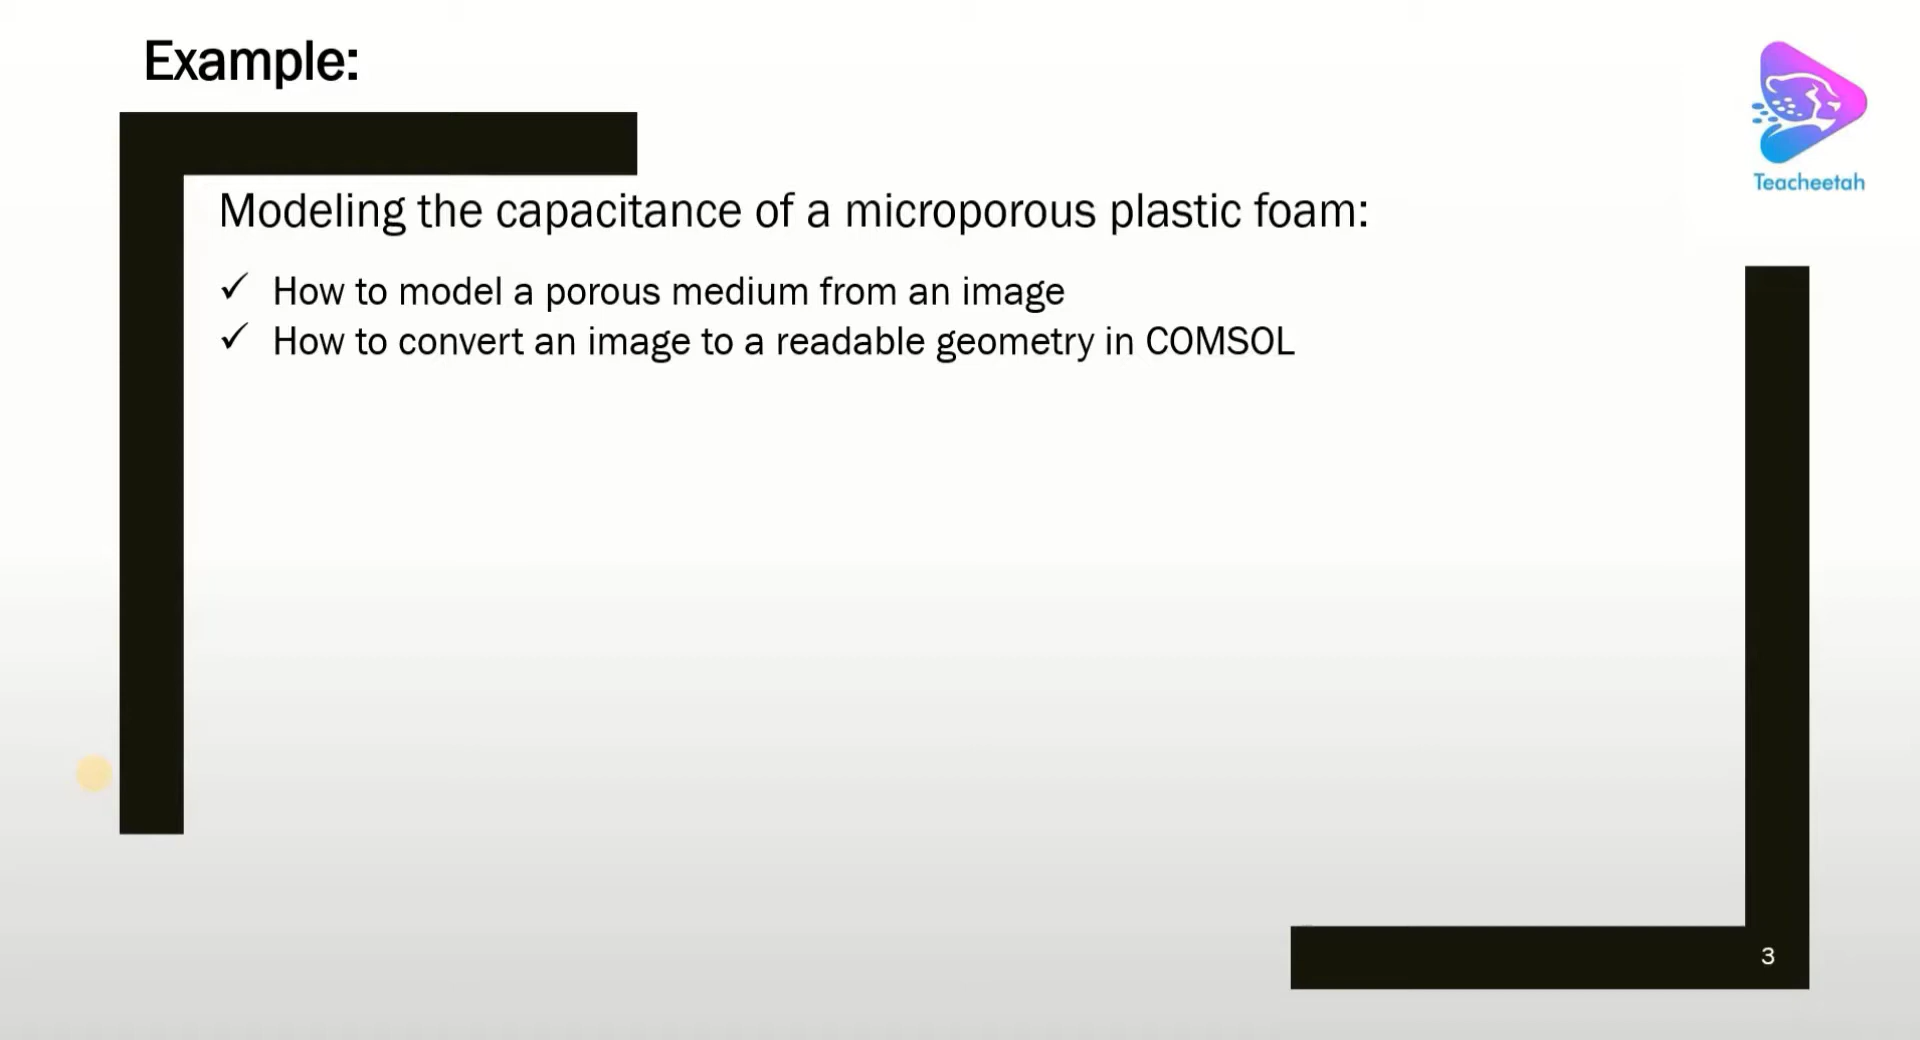 Example:
Teacheetah
Modeling the capacitance of a microporous plastic foam:
✓ How to model a porous medium from an image
✓ How to convert an image to a readable geometry in COMSOL
3